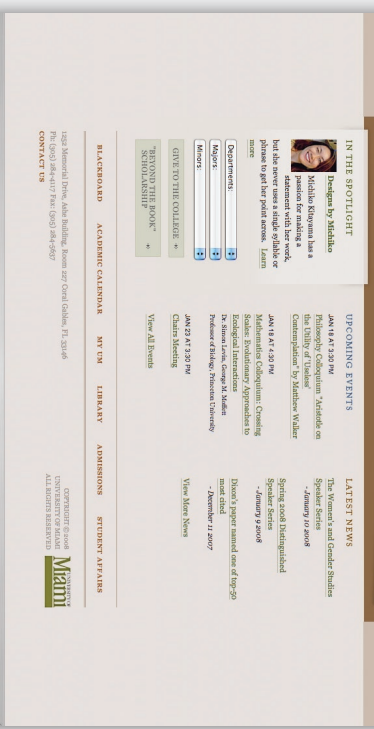 IN THE SPOTLIGHT
Designs by Michiko
Michiko Kitayama has a
passion for making a
statement with her work,
but she never uses a single syllable or
phrase to get her point across. Learn
more
Departments:
Majors:
Minors:
GIVE TO THE COLLEGE
"BEYOND THE BOOK"
SCHOLARSHIP
UPCOMING EVENTS
JAN 18 AT 3:30 PM
Philosophy Colloquium "Aristotle on
the Utility of 'Useless'
Contemplation" by Matthew Walker
JAN 18 AT 4:30 PM
Mathematics Colloquium: Crossing
Scales: Evolutionary Approaches to
Ecological Interactions
Dr. Simon Levin, George M. Moffett
Professor of Biology, Princeton University
JAN 23 AT 3:30 PM
Chairs Meeting
View All Events
LATEST NEWS
The Women's and Gender Studies
Speaker Series
- January 10 2008
Spring 2008 Distinguished
Speaker Series
- January 9 2008
Dixon's paper named one of top-50
most cited
- December 11 2007
View More News
BLACKBOARD ACADEMIC CALENDAR MY UM LIBRARY ADMISSIONS STUDENT AFFAIRS
1252 Memorial Drive, Ashe Building, Room 227 Coral Gables, FL 33146
Ph: (305) 284-4117 Fax: (305) 284-5637
CONTACT US
COPYRIGHT ©2008
UNIVERSITY OF MIAMI
ALL RIGHTS RESERVED
UNIVERSITY OF
Miami